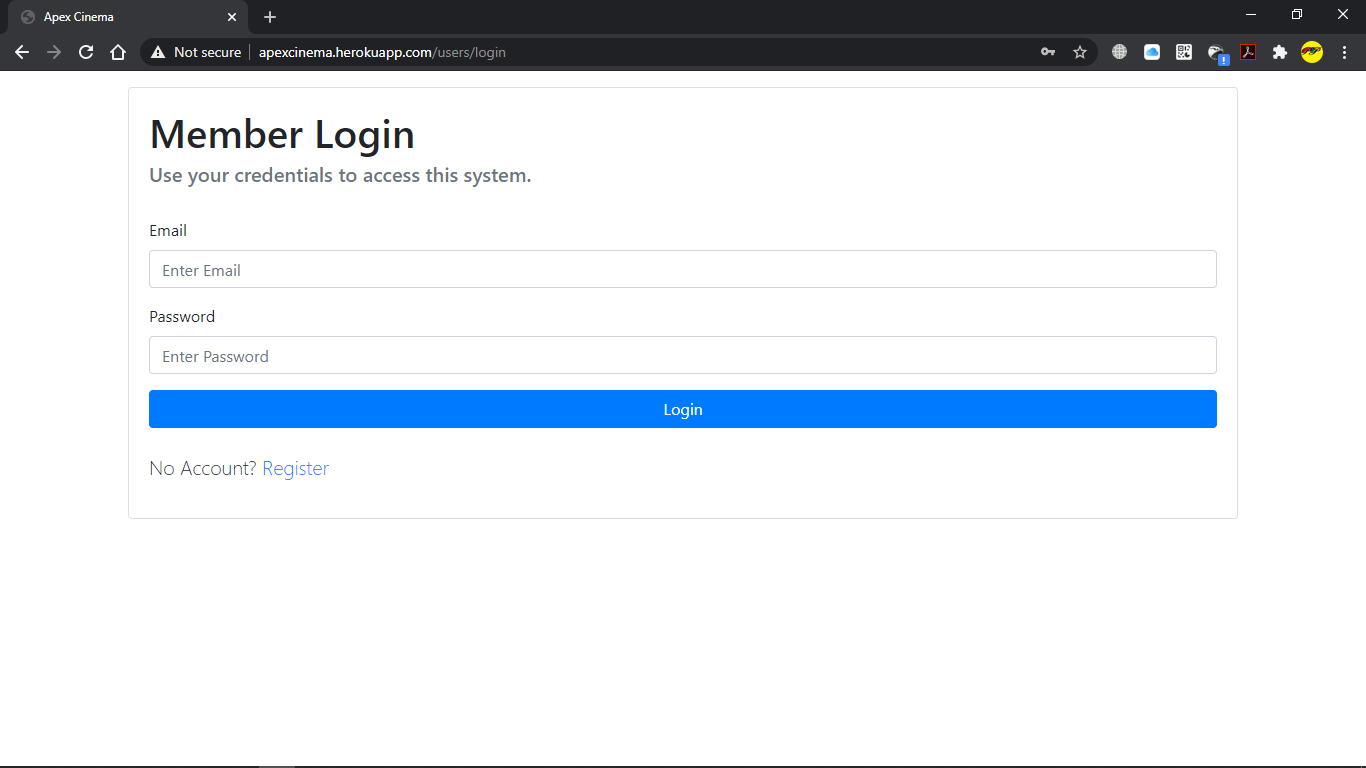 Apex Cinema
Not secure apexcinema.herokuapp.com/users/login
Member Login
Use your credentials to access this system.
Email
Enter Email
Password
Enter Password
Login
No Account? Register